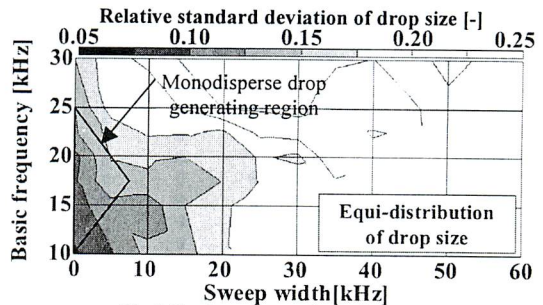 Relative standard deviation of drop size [-]
0.05 0.10 0.15 0.20 0.25
Basic frequency [kHz]
30
25
20
15
10
Monodisperse drop
generating region
Equi-distribution
of drop size
0 10 20 30 40 50 60
Sweep width[kHz]